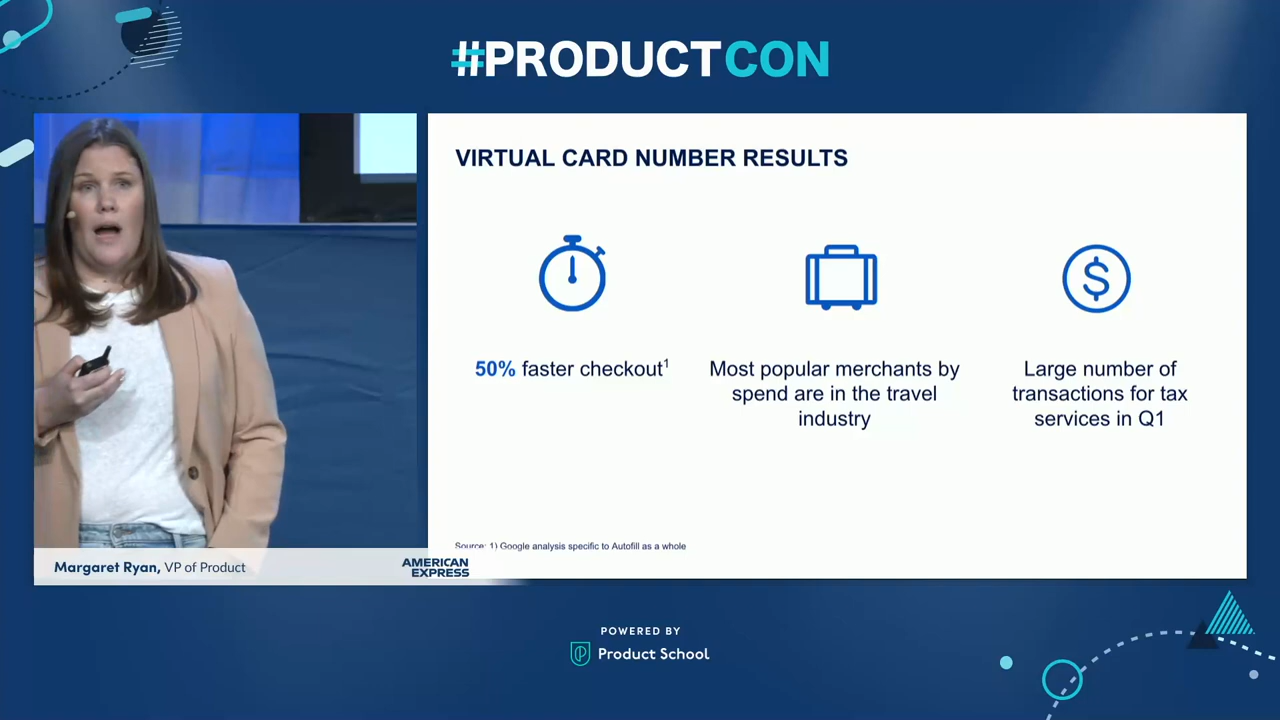 #PRODUCTCON
VIRTUAL CARD NUMBER RESULTS
50% faster checkout¹
Most popular merchants by
spend are in the travel
industry
Large number of
transactions for tax
services in Q1
Source: 1) Google analysis specific to Autofill as a whole
Margaret Ryan, VP of Product
AMERICAN
EXPRESS
POWERED BY
Product School